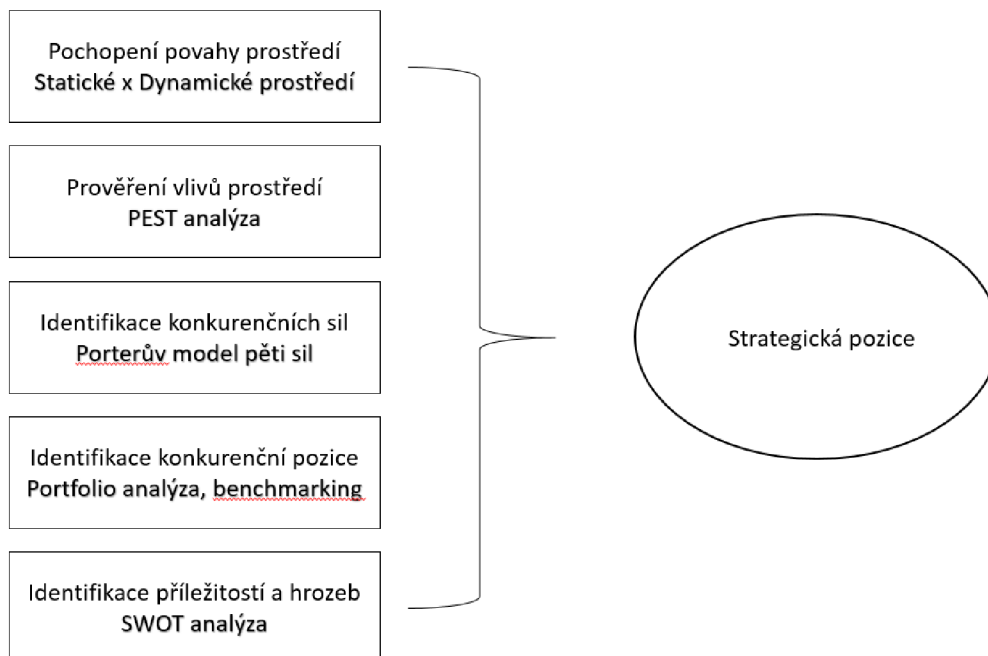 Pochopení povahy prostředí
Statické x Dynamické prostředí
Prověření vlivů prostředí
PEST analýza
Identifikace konkurenčních sil
Porterův model pěti sil
Identifikace konkurenční pozice
Portfolio analýza, benchmarking
Identifikace příležitostí a hrozeb
SWOT analýza
Strategická pozice